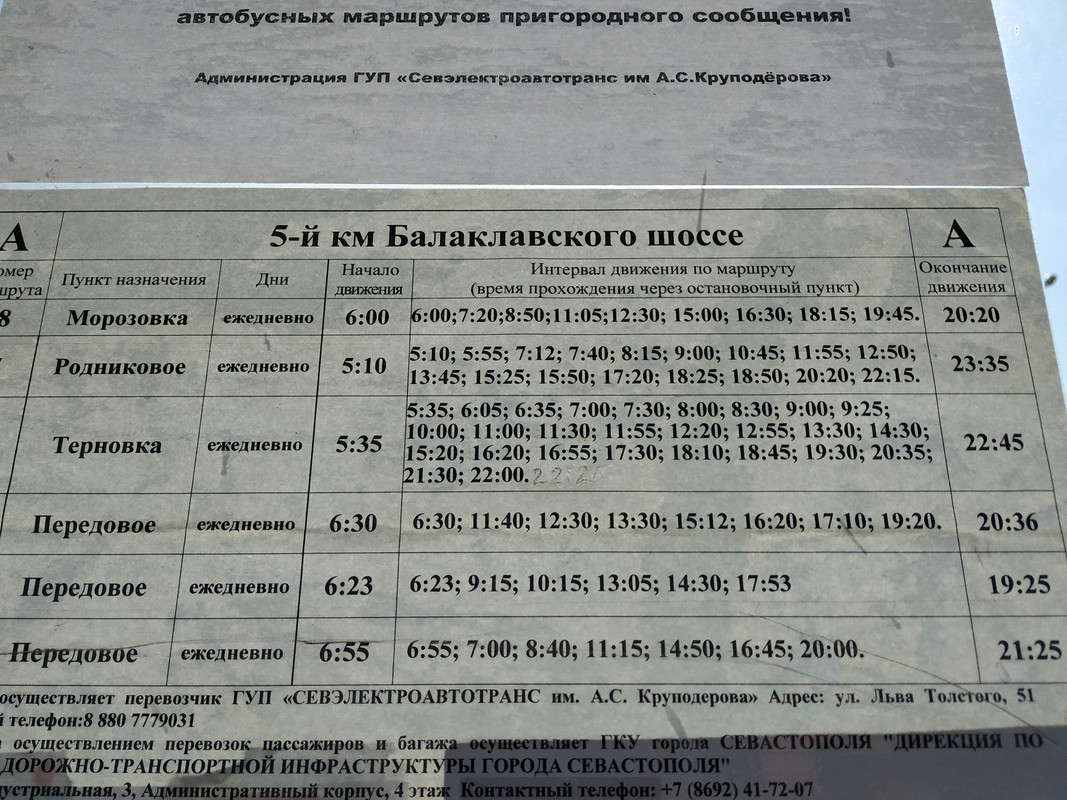 автобусных маршрутов пригородного сообщения!
Администрация ГУП «Севэлектроавтотранс им А.С.Круподёрова»
А 5-й км Балаклавского шоссе А
омер
шрута
Пункт назначения
Дни
Начало
движения
Интервал движения по маршруту
(время прохождения через остановочный пункт)
Окончание
движения
8 Морозовка ежедневно 6:00 6:00;7:20;8:50;11:05;12:30; 15:00; 16:30; 18:15; 19:45. 20:20
Родниковое ежедневно 5:10
5:10; 5:55; 7:12; 7:40; 8:15; 9:00; 10:45; 11:55; 12:50;
13:45; 15:25; 15:50; 17:20; 18:25; 18:50; 20:20; 22:15.
23:35
Терновка ежедневно 5:35
5:35; 6:05; 6:35; 7:00; 7:30; 8:00; 8:30; 9:00; 9:25;
10:00; 11:00; 11:30; 11:55; 12:20; 12:55; 13:30; 14:30;
15:20; 16:20; 16:55; 17:30; 18:10; 18:45; 19:30; 20:35;
21:30; 22:00.
22:45
Передовое ежедневно 6:30 6:30; 11:40; 12:30; 13:30; 15:12; 16:20; 17:10; 19:20. 20:36
Передовое ежедневно 6:23 6:23; 9:15; 10:15; 13:05; 14:30; 17:53 19:25
Передовое ежедневно 6:55 6:55; 7:00; 8:40; 11:15; 14:50; 16:45; 20:00. 21:25
осуществляет перевозчик ГУП «СЕВЭЛЕКТРОАВТОТРАНС им. А.С. Круподерова» Адрес: ул. Льва Толстого, 51
й телефон:8 880 7779031
осуществлением перевозок пассажиров и багажа осуществляет ГКУ города СЕВАСТОПОЛЯ "ДИРЕКЦИЯ ПО
ДОРОЖНО-ТРАНСПОРТНОЙ ИНФРАСТРУКТУРЫ ГОРОДА СЕВАСТОПОЛЯ"
устриальная, 3, Административный корпус, 4 этаж Контактный телефон: +7 (8692) 41-72-07